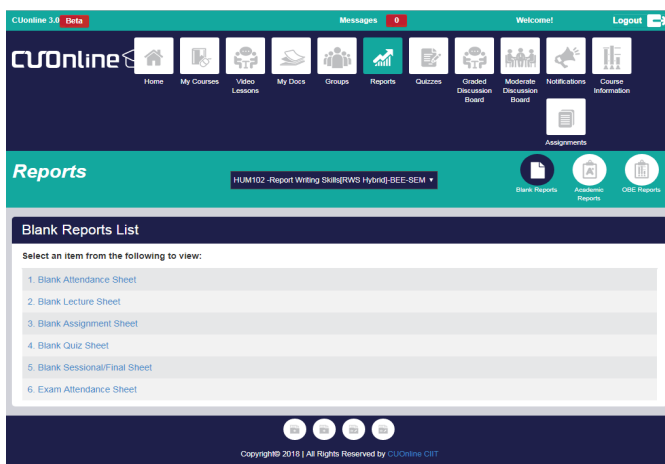 CUonline 3.0 Beta Messages 0 Welcome! Logout
CUOnline
Home My Courses Video Lessons My Docs Groups Reports Quizzes Graded Discussion Board Moderate Discussion Board Notifications Course Information
Assignments
Reports
HUM102 -Report Writing Skills[RWS Hybrid]-BEE-SEM
Blank Reports Academic Reports OBE Reports
Blank Reports List
Select an item from the following to view:
1. Blank Attendance Sheet
2. Blank Lecture Sheet
3. Blank Assignment Sheet
4. Blank Quiz Sheet
5. Blank Sessional/Final Sheet
6. Exam Attendance Sheet
Copyright© 2018 | All Rights Reserved by CUOnline CIIT